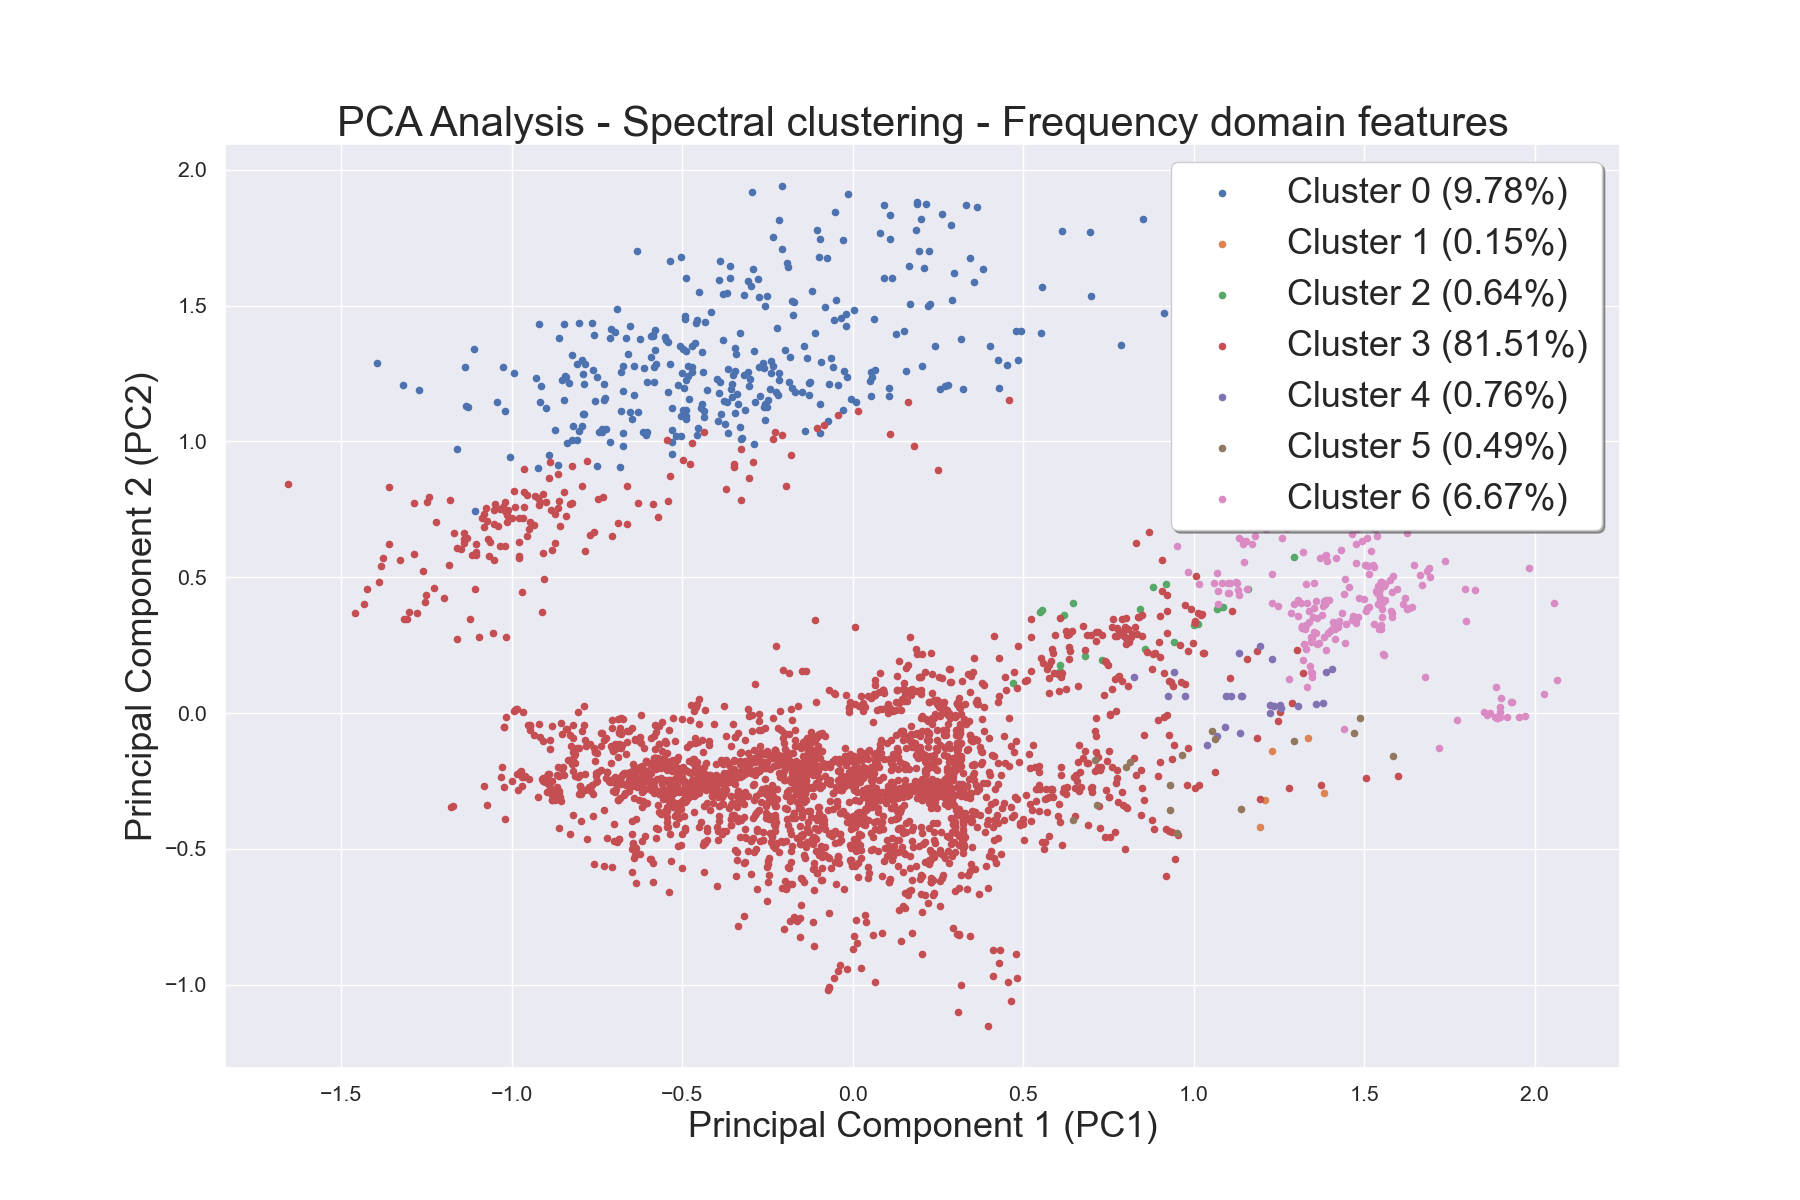 PCA Analysis - Spectral clustering - Frequency domain features
2.0
1.5
1.0
0.5
0.0
−0.5
−1.0
Principal Component 2 (PC2)
Cluster 0 (9.78%)
Cluster 1 (0.15%)
Cluster 2 (0.64%)
Cluster 3 (81.51%)
Cluster 4 (0.76%)
Cluster 5 (0.49%)
Cluster 6 (6.67%)
−1.5 −1.0 −0.5 0.0 0.5 1.0 1.5 2.0
Principal Component 1 (PC1)